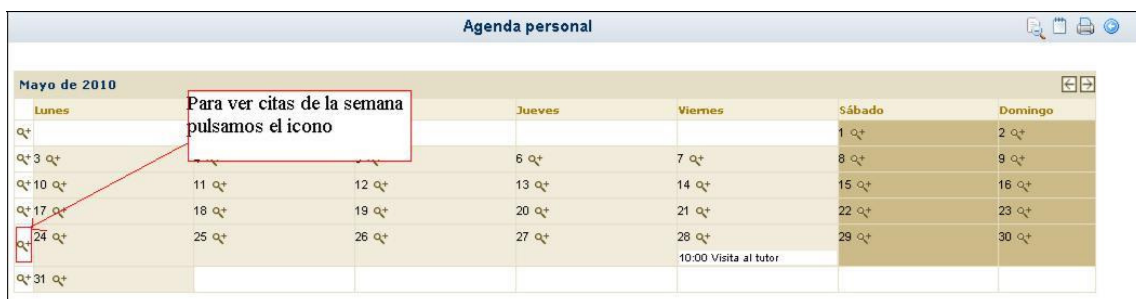 Agenda personal
Mayo de 2010
Para ver citas de la semana
pulsamos el icono
Lunes Jueves Viernes Sábado Domingo
1 2
3 6 7 8 9
10 11 12 13 14 15 16
17 18 19 20 21 22 23
24 25 26 27 28 29 30
10:00 Visita al tutor
31